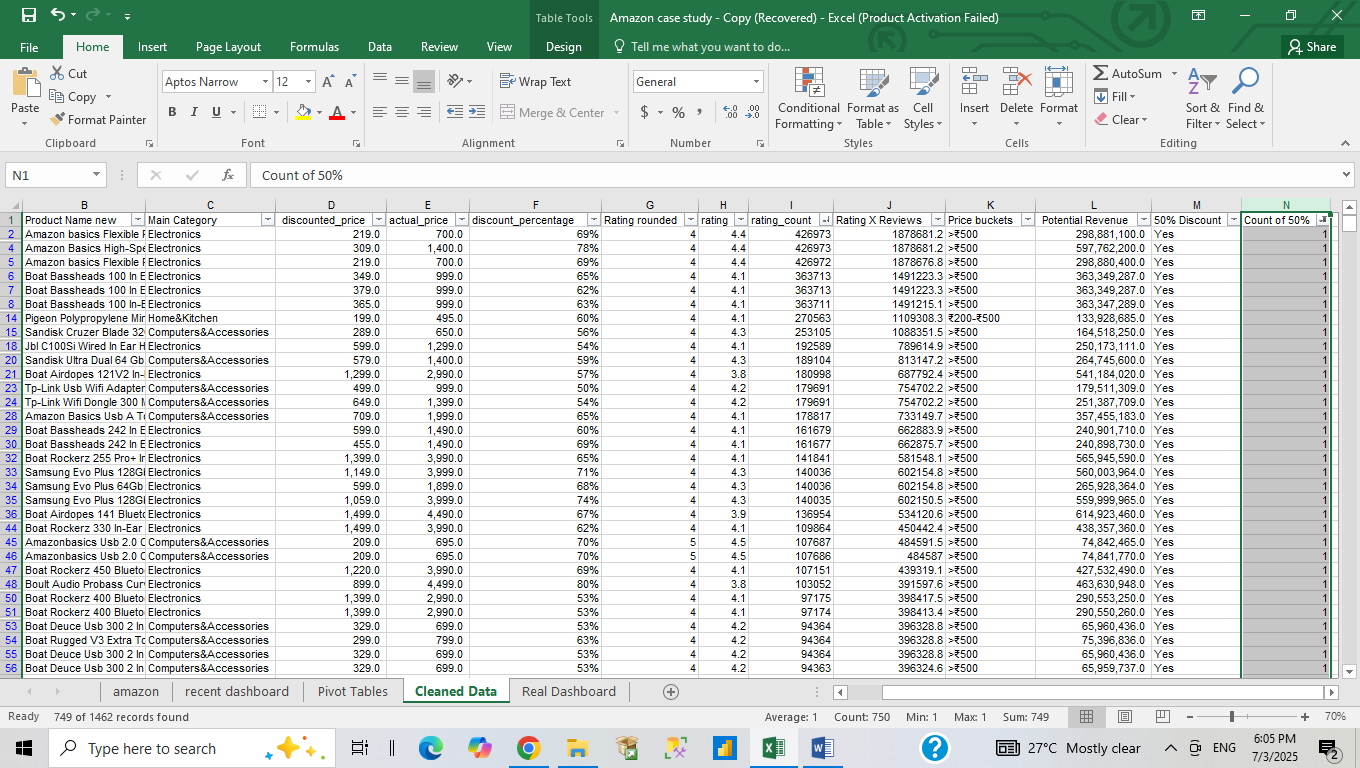 Table Tools Amazon case study - Copy (Recovered) - Excel (Product Activation Failed)
File Home Insert Page Layout Formulas Data Review View Design Tell me what you want to do... Share
Paste Cut Copy Format Painter Clipboard
Aptos Narrow 12 B I U A Font
Wrap Text Merge & Center Alignment
General $ % , Number
Conditional Formatting Format as Table Cell Styles Styles
Insert Delete Format Cells
AutoSum Fill Clear Sort & Filter Find & Select Editing
N1 fx Count of 50%
B C D E F G H I J K L M N
1 Product Name new Main Category discounted_price actual_price discount_percentage Rating rounded rating rating_count Rating X Reviews Price buckets Potential Revenue 50% Discount Count of 50%
2 Amazon basics Flexible Electronics 219.0 700.0 69% 4 4.4 426973 1878681.2 >₹500 298,881,100.0 Yes 1
4 Amazon Basics High-Spe Electronics 309.0 1,400.0 78% 4 4.4 426973 1878681.2 >₹500 597,762,200.0 Yes 1
5 Amazon basics Flexible Electronics 219.0 700.0 69% 4 4.4 426972 1878676.8 >₹500 298,880,400.0 Yes 1
6 Boat Bassheads 100 In E Electronics 349.0 999.0 65% 4 4.1 363713 1491223.3 >₹500 363,349,287.0 Yes 1
7 Boat Bassheads 100 In E Electronics 379.0 999.0 62% 4 4.1 363713 1491223.3 >₹500 363,349,287.0 Yes 1
8 Boat Bassheads 100 In-E Electronics 365.0 999.0 63% 4 4.1 363711 1491215.1 >₹500 363,347,289.0 Yes 1
14 Pigeon Polypropylene Mi Home&Kitchen 199.0 495.0 60% 4 4.1 270563 1109308.3 ₹200-₹500 133,928,685.0 Yes 1
15 Sandisk Cruzer Blade 32 Computers&Accessories 289.0 650.0 56% 4 4.3 253105 1088351.5 >₹500 164,518,250.0 Yes 1
18 Jbl C100Si Wired In Ear H Electronics 599.0 1,299.0 54% 4 4.1 192589 789614.9 >₹500 250,173,111.0 Yes 1
20 Sandisk Ultra Dual 64 Gb Computers&Accessories 579.0 1,400.0 59% 4 4.3 189104 813147.2 >₹500 264,745,600.0 Yes 1
21 Boat Airdopes 121V2 In- Electronics 1,299.0 2,990.0 57% 4 3.8 180998 687792.4 >₹500 541,184,020.0 Yes 1
23 Tp-Link Usb Wifi Adapter Computers&Accessories 499.0 999.0 50% 4 4.2 179691 754702.2 >₹500 179,511,309.0 Yes 1
24 Tp-Link Wifi Dongle 300 Computers&Accessories 649.0 1,399.0 54% 4 4.2 179691 754702.2 >₹500 251,387,709.0 Yes 1
28 Amazon Basics Usb A T Computers&Accessories 709.0 1,999.0 65% 4 4.1 178817 733149.7 >₹500 357,455,183.0 Yes 1
29 Boat Bassheads 242 In E Electronics 599.0 1,490.0 60% 4 4.1 161679 662883.9 >₹500 240,901,710.0 Yes 1
30 Boat Bassheads 242 In E Electronics 455.0 1,490.0 69% 4 4.1 161677 662875.7 >₹500 240,898,730.0 Yes 1
32 Boat Rockerz 255 Pro+ I Electronics 1,399.0 3,990.0 65% 4 4.1 141841 581548.1 >₹500 565,945,590.0 Yes 1
33 Samsung Evo Plus 128G Electronics 1,149.0 3,999.0 71% 4 4.3 140036 602154.8 >₹500 560,003,964.0 Yes 1
34 Samsung Evo Plus 64Gb Electronics 599.0 1,899.0 68% 4 4.3 140036 602154.8 >₹500 265,928,364.0 Yes 1
35 Samsung Evo Plus 128G Electronics 1,059.0 3,999.0 74% 4 4.3 140035 602150.5 >₹500 559,999,965.0 Yes 1
36 Boat Airdopes 141 Bluet Electronics 1,499.0 4,490.0 67% 4 3.9 136954 534120.6 >₹500 614,923,460.0 Yes 1
44 Boat Rockerz 330 In-Ear Electronics 1,499.0 3,990.0 62% 4 4.1 109864 450442.4 >₹500 438,357,360.0 Yes 1
45 Amazonbasics Usb 2.0 C Computers&Accessories 209.0 695.0 70% 5 4.5 107687 484591.5 >₹500 74,842,465.0 Yes 1
46 Amazonbasics Usb 2.0 C Computers&Accessories 209.0 695.0 70% 5 4.5 107686 484587 >₹500 74,841,770.0 Yes 1
47 Boat Rockerz 450 Blueto Electronics 1,220.0 3,990.0 69% 4 4.1 107151 439319.1 >₹500 427,532,490.0 Yes 1
48 Boult Audio Probass Cur Electronics 899.0 4,499.0 80% 4 3.8 103052 391597.6 >₹500 463,630,948.0 Yes 1
50 Boat Rockerz 400 Blueto Electronics 1,399.0 2,990.0 53% 4 4.1 97175 398417.5 >₹500 290,553,250.0 Yes 1
51 Boat Rockerz 400 Blueto Electronics 1,399.0 2,990.0 53% 4 4.1 97174 398413.4 >₹500 290,550,260.0 Yes 1
53 Boat Deuce Usb 300 2 In Computers&Accessories 329.0 699.0 53% 4 4.2 94364 396328.8 >₹500 65,960,436.0 Yes 1
54 Boat Rugged V3 Extra To Computers&Accessories 299.0 799.0 63% 4 4.2 94364 396328.8 >₹500 75,396,836.0 Yes 1
55 Boat Deuce Usb 300 2 In Computers&Accessories 329.0 699.0 53% 4 4.2 94364 396328.8 >₹500 65,960,436.0 Yes 1
56 Boat Deuce Usb 300 2 In Computers&Accessories 329.0 699.0 53% 4 4.2 94363 396324.6 >₹500 65,959,737.0 Yes 1
amazon recent dashboard Pivot Tables Cleaned Data Real Dashboard
Ready 749 of 1462 records found Average: 1 Count: 750 Min: 1 Max: 1 Sum: 749 70%
Type here to search 27°C Mostly clear ENG 6:05 PM 7/3/2025 2